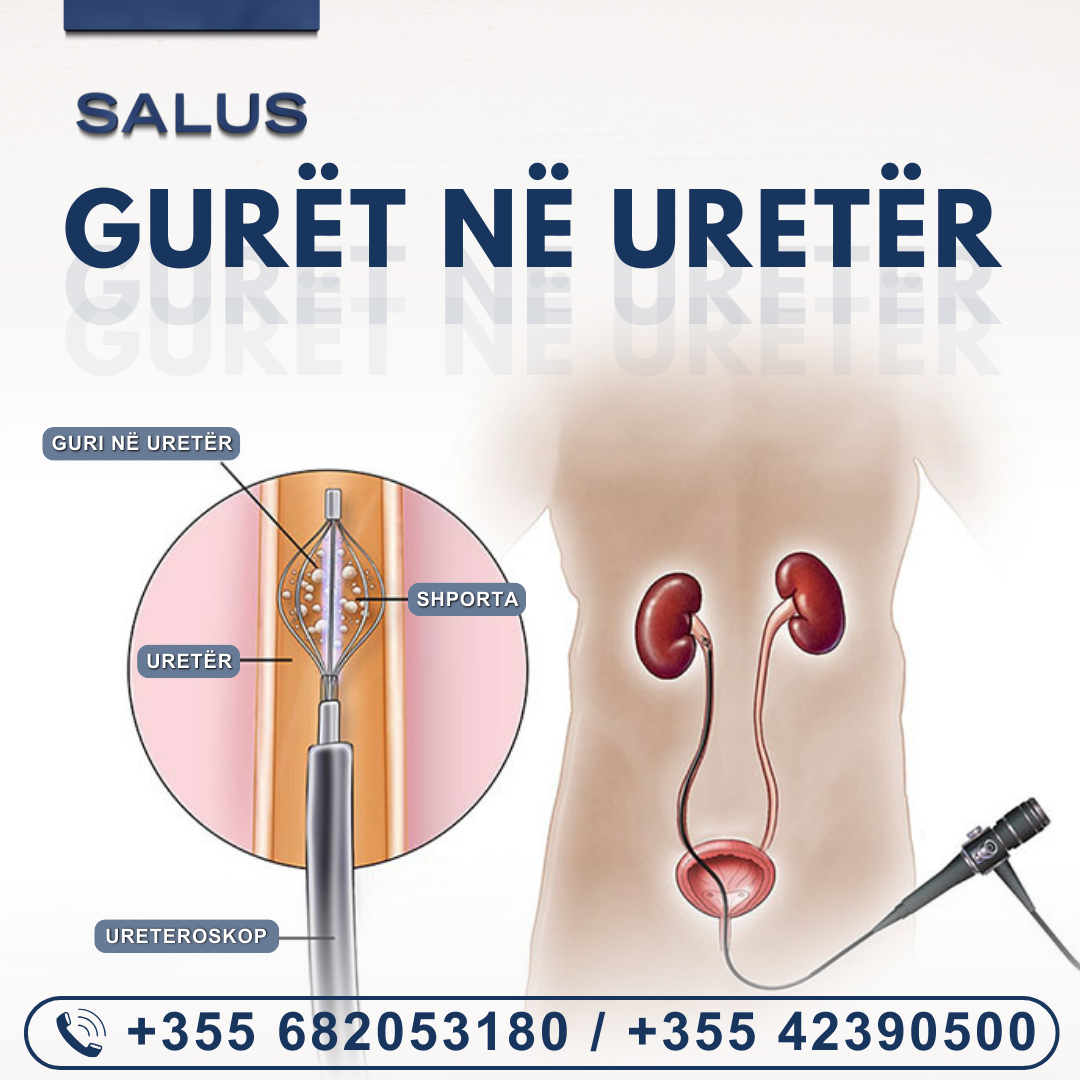 SALUS
GURËT NË URETËR
GURI NË URETËR
SHPORTA
URETËR
URETEROSKOP
+355 682053180 / +355 42390500